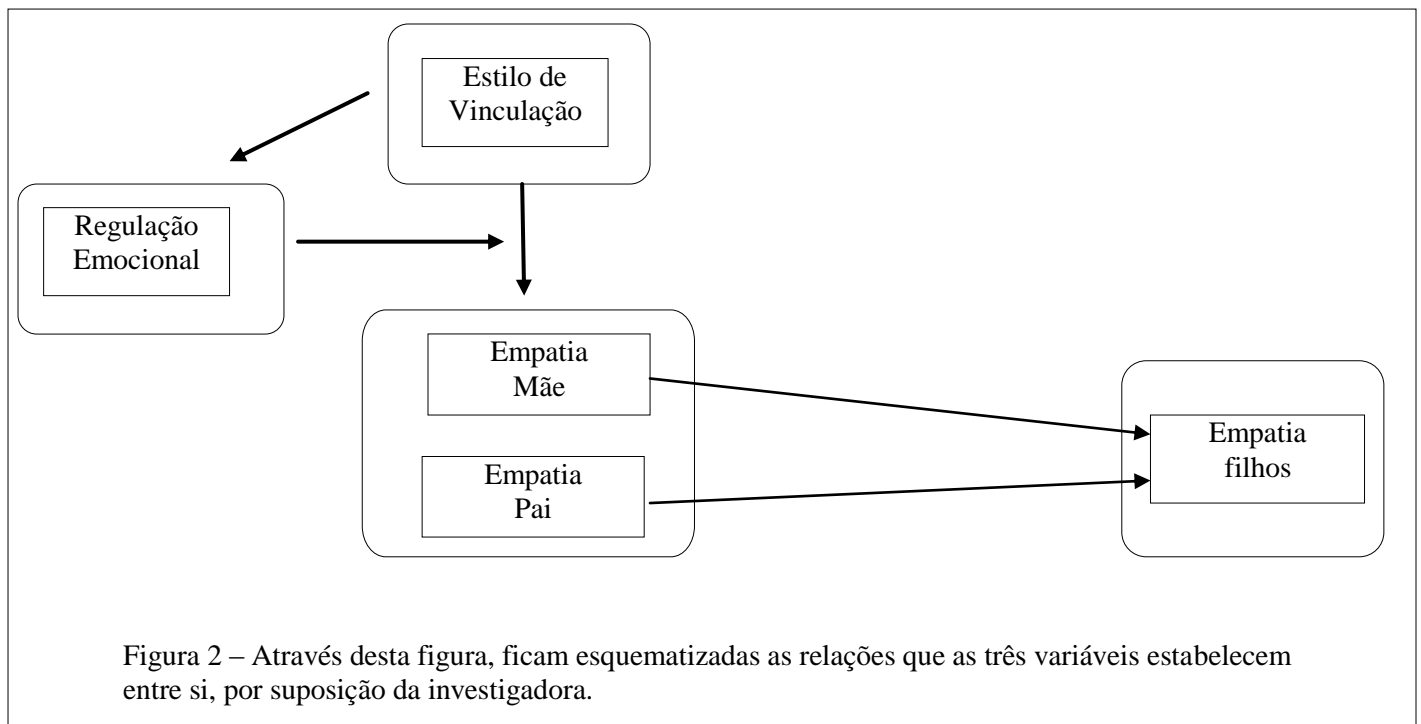 Estilo de
Vinculação
Regulação
Emocional
Empatia
Mãe
Empatia
Pai
Empatia
filhos
Figura 2 – Através desta figura, ficam esquematizadas as relações que as três variáveis estabelecem
entre si, por suposição da investigadora.